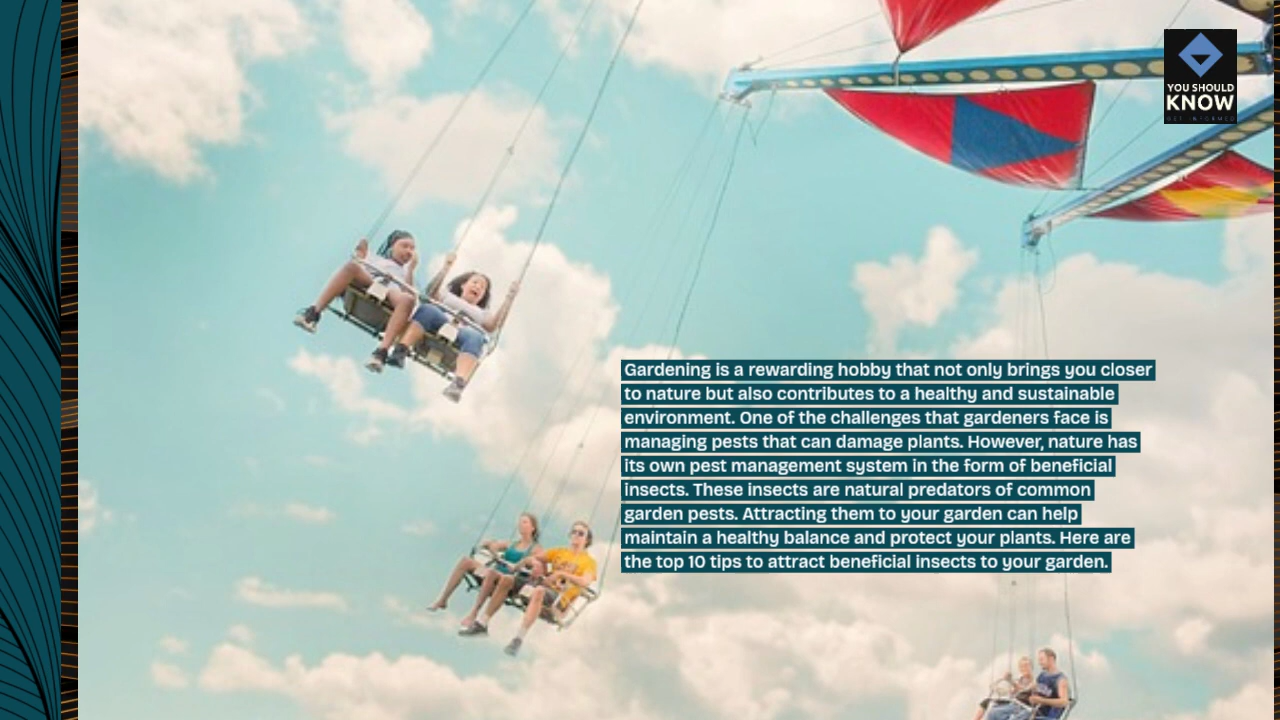 YOU SHOULD
KNOW
GET INFORMED
Gardening is a rewarding hobby that not only brings you closer
to nature but also contributes to a healthy and sustainable
environment. One of the challenges that gardeners face is
managing pests that can damage plants. However, nature has
its own pest management system in the form of beneficial
insects. These insects are natural predators of common
garden pests. Attracting them to your garden can help
maintain a healthy balance and protect your plants. Here are
the top 10 tips to attract beneficial insects to your garden.